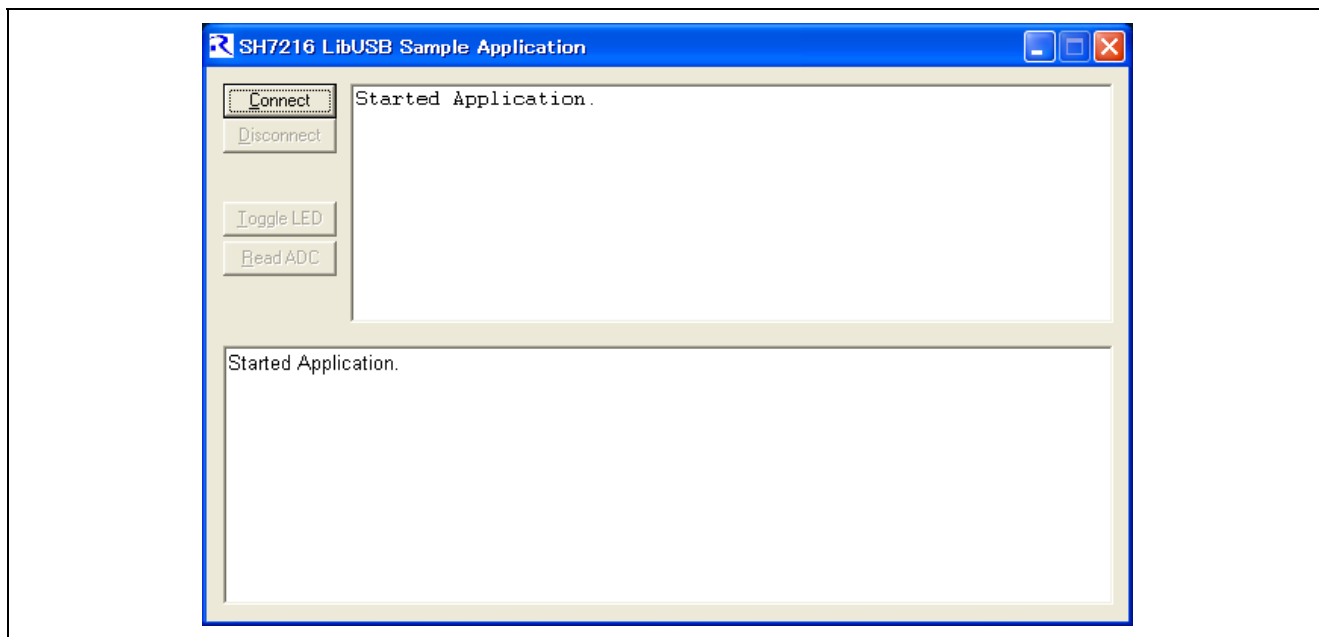 SH7216 LibUSB Sample Application
Connect
Started Application.
Disconnect
Toggle LED
Read ADC
Started Application.